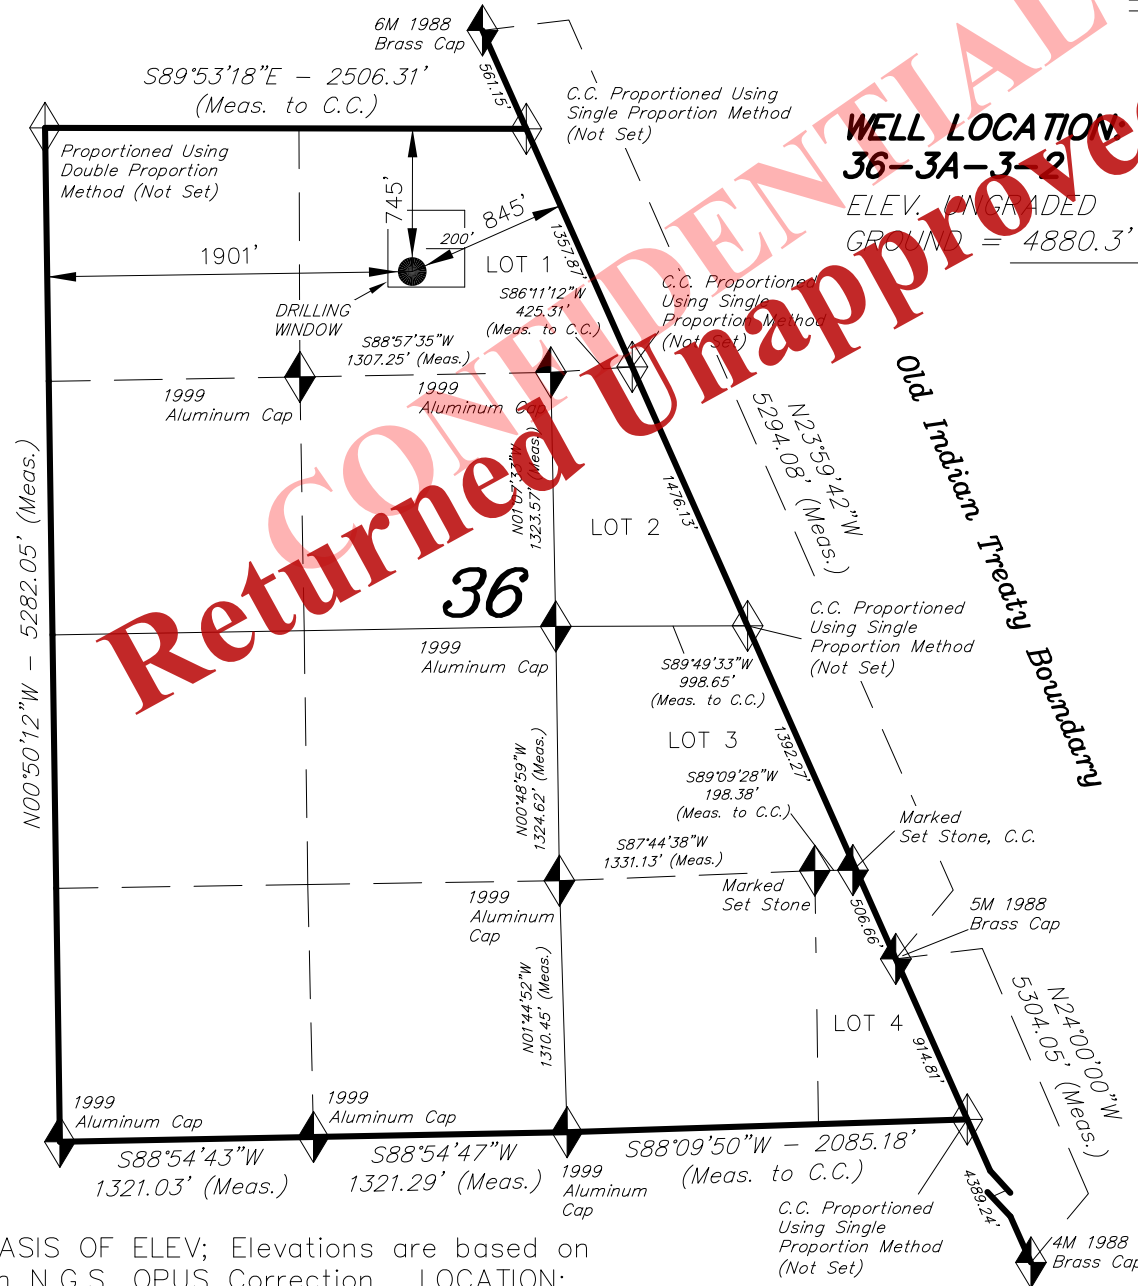 6M 1988
Brass Cap
S89°53'18"E - 2506.31'
(Meas. to C.C.)
561.15'
C.C. Proportioned Using
Single Proportion Method
(Not Set)
WELL LOCATION:
36-3A-3-2
ELEV. UNGRADED
GROUND = 4880.3'
Proportioned Using
Double Proportion
Method (Not Set)
745'
845'
1357.87'
1901'
200'
LOT 1
DRILLING
WINDOW
S86°11'12"W
425.31'
(Meas. to C.C.)
C.C. Proportioned
Using Single
Proportion Method
(Not Set)
S88°57'35"W
1307.25' (Meas.)
1999
Aluminum Cap
1999
Aluminum Cap
N01°07'33"W
1323.57' (Meas.)
N23°59'42"W
5294.08' (Meas.)
Old Indian Treaty Boundary
1476.13'
LOT 2
N00°50'12"W - 5282.05' (Meas.)
36
1999
Aluminum Cap
C.C. Proportioned
Using Single
Proportion Method
(Not Set)
S89°49'33"W
998.65'
(Meas. to C.C.)
LOT 3
1392.27'
N00°48'59"W
1324.62' (Meas.)
S89°09'28"W
198.38'
(Meas. to C.C.)
S87°44'38"W
1331.13' (Meas.)
Marked
Set Stone, C.C.
1999
Aluminum
Cap
Marked
Set Stone
506.66'
5M 1988
Brass Cap
N01°44'52"W
1310.45' (Meas.)
LOT 4
914.81'
N24°00'00"W
5304.05' (Meas.)
1999
Aluminum Cap
1999
Aluminum Cap
S88°54'43"W
1321.03' (Meas.)
S88°54'47"W
1321.29' (Meas.)
1999
Aluminum
Cap
S88°09'50"W - 2085.18'
(Meas. to C.C.)
4389.24'
C.C. Proportioned
Using Single
Proportion Method
(Not Set)
4M 1988
Brass Cap
ASIS OF ELEV; Elevations are based on
N.G.S. OPUS Correction. LOCATION:
CONFIDENTIAL
Returned Unapprove